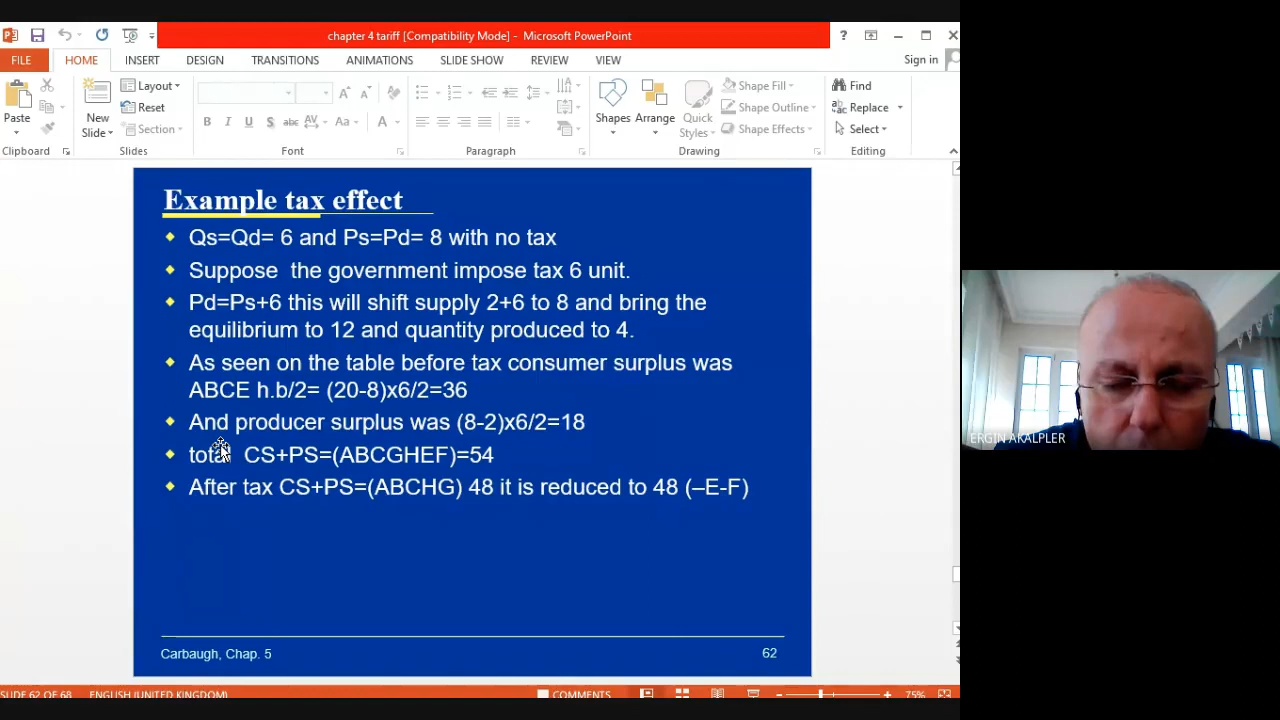 chapter 4 tariff [Compatibility Mode] - Microsoft PowerPoint
FILE HOME INSERT DESIGN TRANSITIONS ANIMATIONS SLIDE SHOW REVIEW VIEW Sign in
Paste
New Slide
Layout
Reset
Section
B I U S abc AV Aa A
Shapes Arrange Quick Styles
Shape Fill
Shape Outline
Shape Effects
Find
Replace
Select
Clipboard Slides Font Paragraph Drawing Editing
Example tax effect
Qs=Qd= 6 and Ps=Pd= 8 with no tax
Suppose the government impose tax 6 unit.
Pd=Ps+6 this will shift supply 2+6 to 8 and bring the
equilibrium to 12 and quantity produced to 4.
As seen on the table before tax consumer surplus was
ABCE h.b/2= (20-8)x6/2=36
And producer surplus was (8-2)x6/2=18
total CS+PS=(ABCGHEF)=54
After tax CS+PS=(ABCHG) 48 it is reduced to 48 (–E-F)
Carbaugh, Chap. 5
62
SLIDE 62 OF 68 ENGLISH (UNITED KINGDOM) COMMENTS 75%
ERGIN AKALPLER